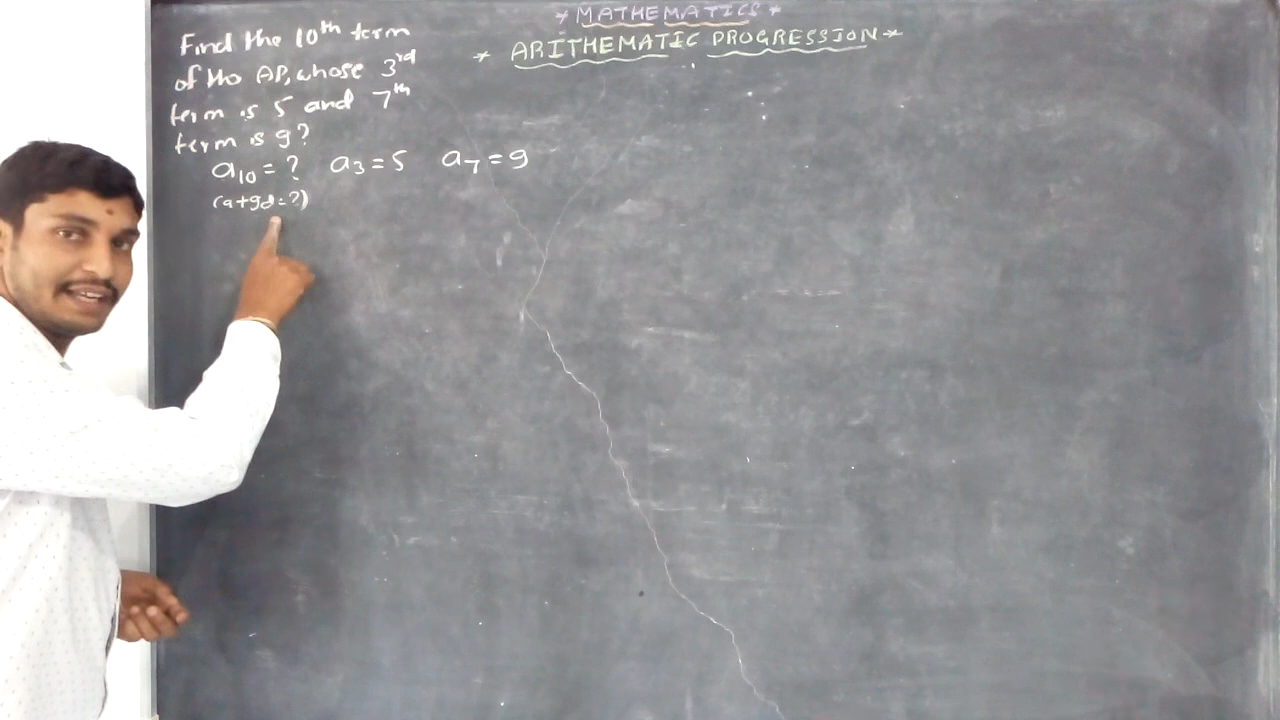 * MATHEMATICS *
* ARITHEMATIC PROGRESSION *
Find the 10th term
of the AP, whose 3rd
term is 5 and 7th
term is 9?
a10 = ? a3 = 5 a7 = 9
(a+9d=?)